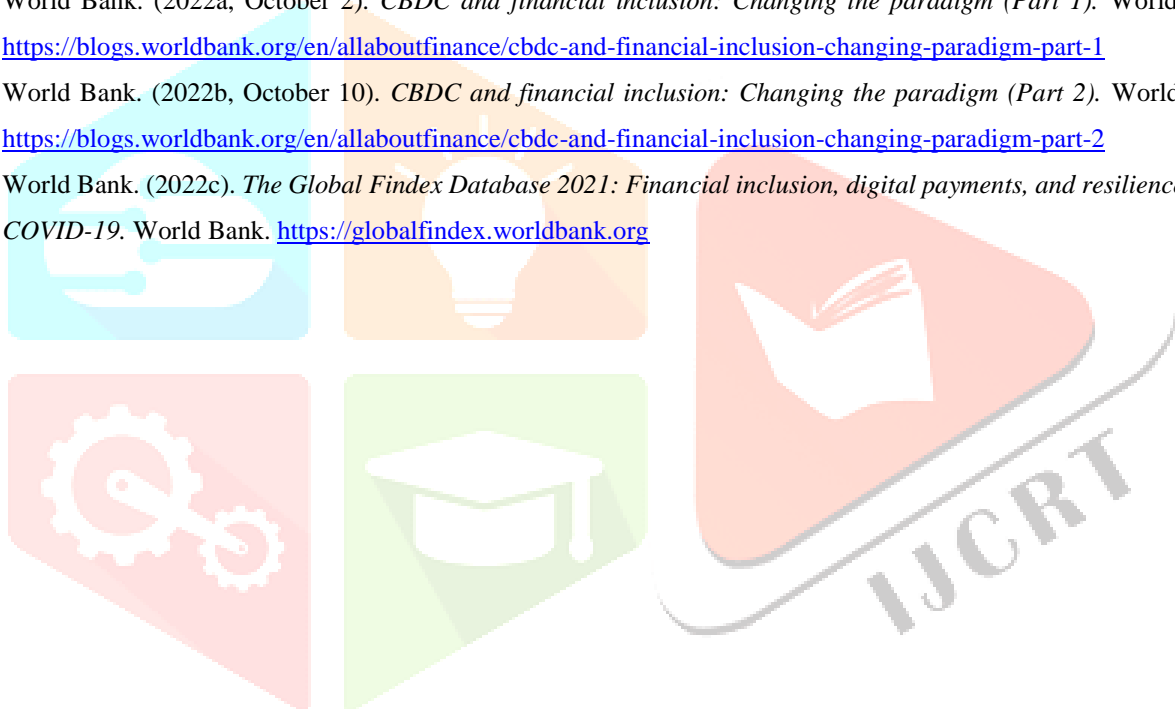 World Bank. (2022a, October 2). CBDC and financial inclusion: Changing the paradigm (Part 1). World
https://blogs.worldbank.org/en/allaboutfinance/cbdc-and-financial-inclusion-changing-paradigm-part-1
World Bank. (2022b, October 10). CBDC and financial inclusion: Changing the paradigm (Part 2). World
https://blogs.worldbank.org/en/allaboutfinance/cbdc-and-financial-inclusion-changing-paradigm-part-2
World Bank. (2022c). The Global Findex Database 2021: Financial inclusion, digital payments, and resilience
COVID-19. World Bank. https://globalfindex.worldbank.org
IJCRT